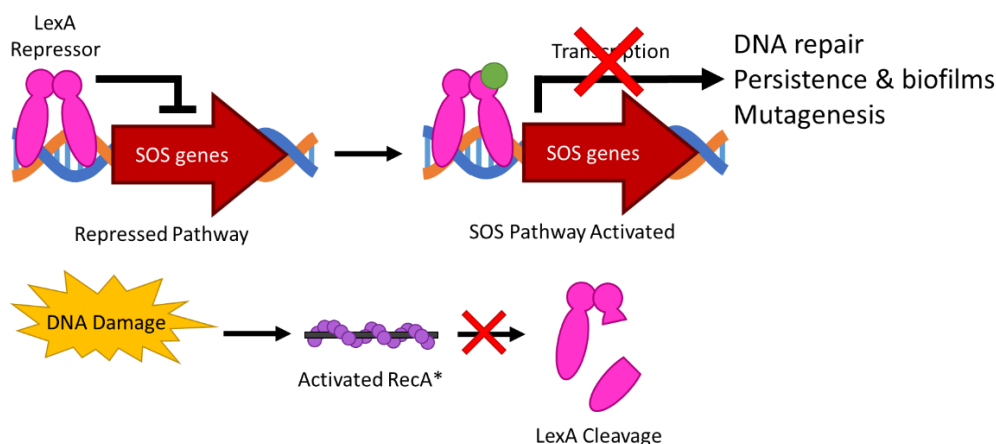 LexA
Repressor
SOS genes
Repressed Pathway
Transcription
SOS genes
SOS Pathway Activated
DNA repair
Persistence & biofilms
Mutagenesis
DNA Damage
Activated RecA*
LexA Cleavage